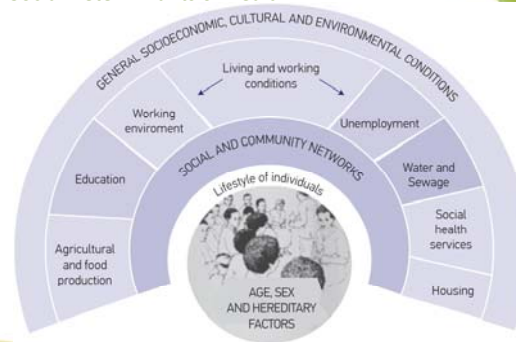 GENERAL SOCIOECONOMIC, CULTURAL AND ENVIRONMENTAL CONDITIONS
Living and working
conditions
Working
enviroment
Unemployment
SOCIAL AND COMMUNITY NETWORKS
Education
Water and
Sewage
Lifestyle of individuals
Agricultural
and food
production
Social
health
services
Housing
AGE, SEX
AND HEREDITARY
FACTORS